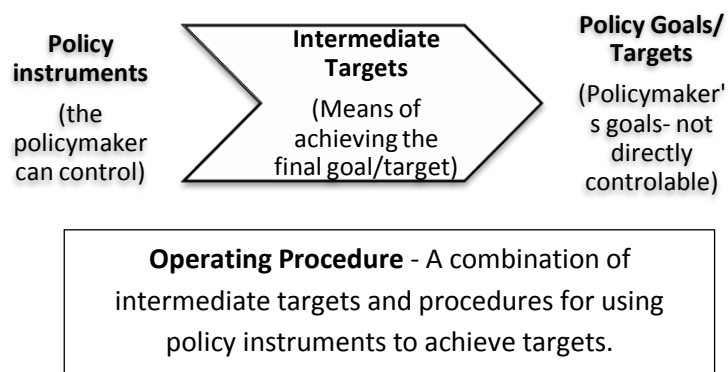 Policy
instruments
(the
policymaker
can control)
Intermediate
Targets
(Means of
achieving the
final goal/target)
Policy Goals/
Targets
(Policymaker'
s goals- not
directly
controlable)
Operating Procedure - A combination of
intermediate targets and procedures for using
policy instruments to achieve targets.